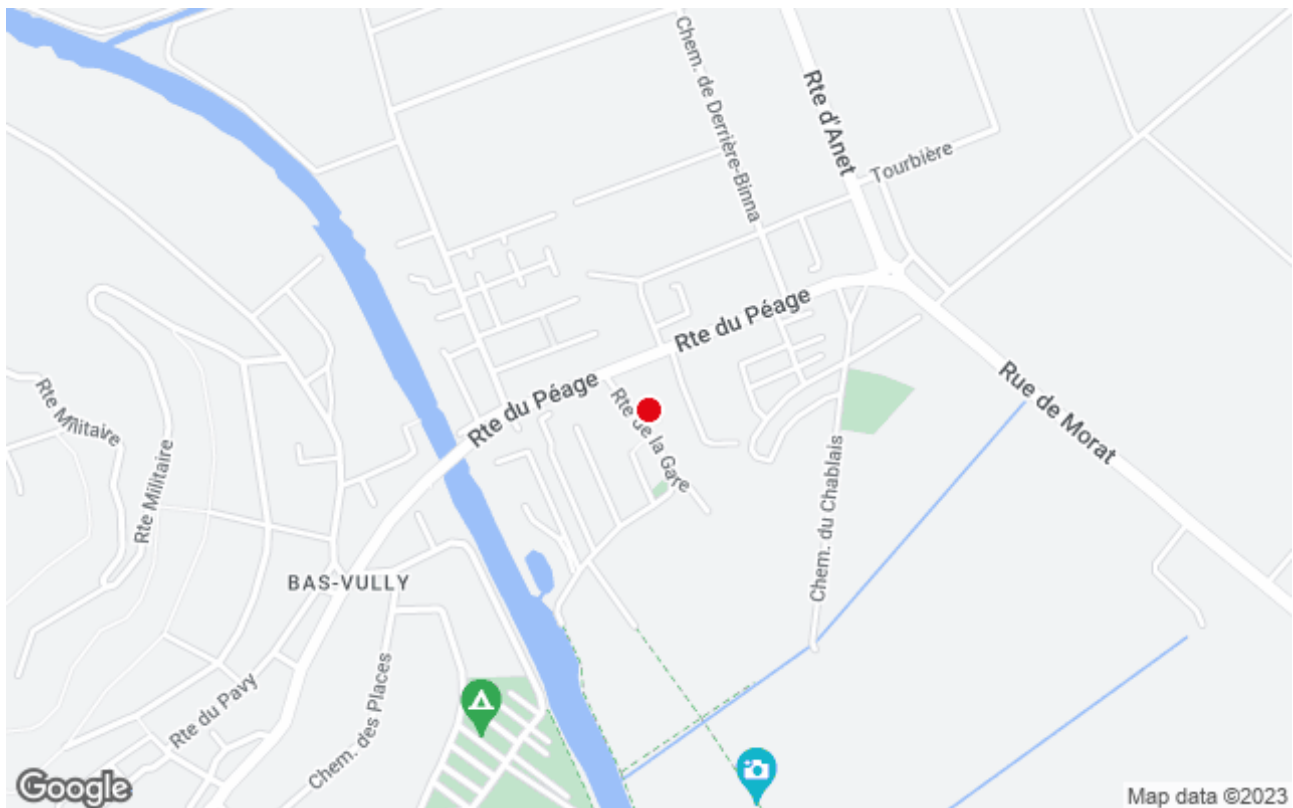 Chem. de Derrière-Binna
Rte d'Anet
Tourbière
Rte du Péage
Rte du Péage
Rte de la Gare
Rue de Morat
Rte Militaire
Rte Militaire
Chem. du Chablais
BAS-VULLY
Rte du Pavy
Chem. des Places
Google
Map data ©2023